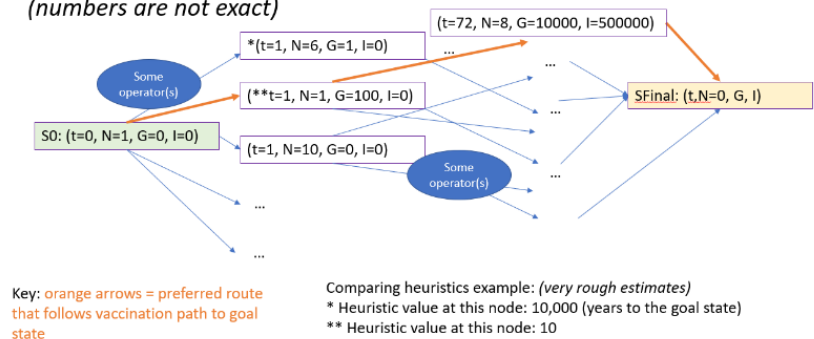 (numbers are not exact)
(t=72, N=8, G=10000, I=500000)
*(t=1, N=6, G=1, I=0)
...
Some
operator(s)
...
(**t=1, N=1, G=100, I=0)
SFinal: (t,N=0, G, I)
...
S0: (t=0, N=1, G=0, I=0)
(t=1, N=10, G=0, I=0)
Some
operator(s)
...
...
...
Key: orange arrows = preferred route
that follows vaccination path to goal
state
Comparing heuristics example: (very rough estimates)
* Heuristic value at this node: 10,000 (years to the goal state)
** Heuristic value at this node: 10